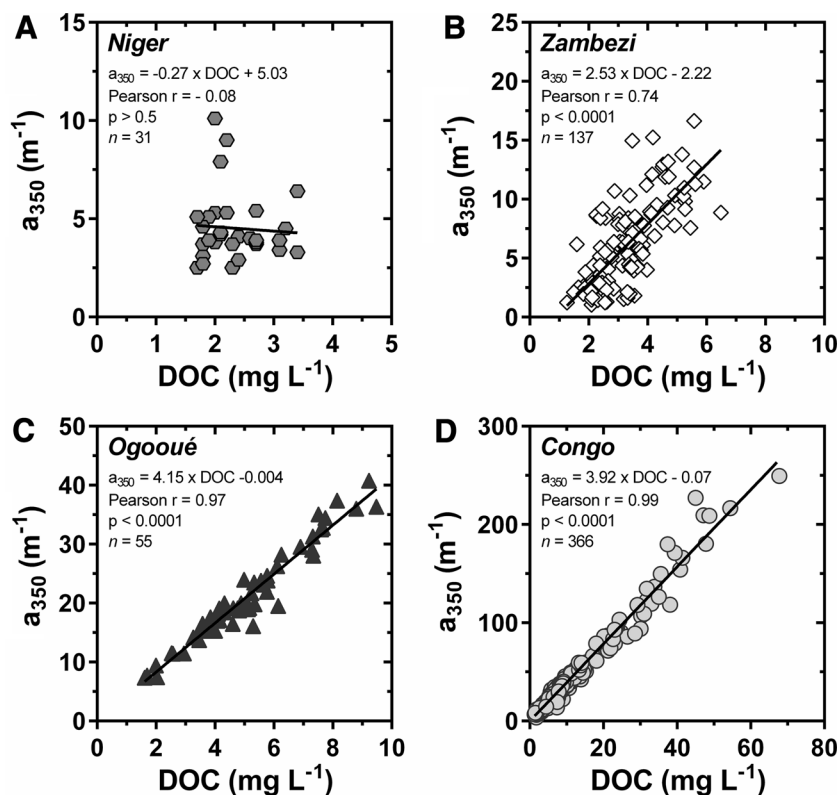 A
Niger
a₃₅₀ = -0.27 x DOC + 5.03
Pearson r = - 0.08
p > 0.5
n = 31
15
10
5
0
a₃₅₀ (m⁻¹)
0 1 2 3 4 5
DOC (mg L⁻¹)
B
Zambezi
a₃₅₀ = 2.53 x DOC - 2.22
Pearson r = 0.74
p < 0.0001
n = 137
25
20
15
10
5
0
a₃₅₀ (m⁻¹)
0 2 4 6 8 10
DOC (mg L⁻¹)
C
Ogooué
a₃₅₀ = 4.15 x DOC -0.004
Pearson r = 0.97
p < 0.0001
n = 55
50
40
30
20
10
0
a₃₅₀ (m⁻¹)
0 2 4 6 8 10
DOC (mg L⁻¹)
D
Congo
a₃₅₀ = 3.92 x DOC - 0.07
Pearson r = 0.99
p < 0.0001
n = 366
300
200
100
0
a₃₅₀ (m⁻¹)
0 20 40 60 80
DOC (mg L⁻¹)